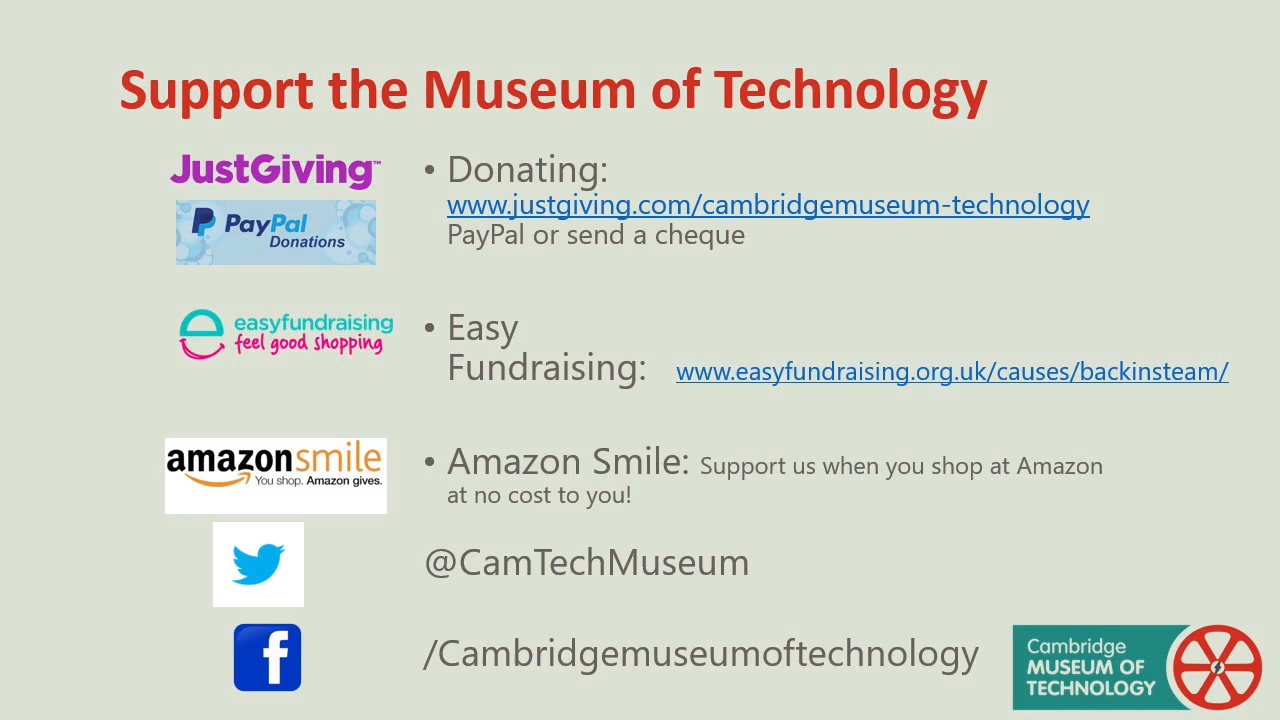 Support the Museum of Technology
JustGiving™
• Donating:
www.justgiving.com/cambridgemuseum-technology
PayPal or send a cheque
PayPal
Donations
easyfundraising
feel good shopping
• Easy
Fundraising: www.easyfundraising.org.uk/causes/backinsteam/
amazonsmile
You shop. Amazon gives.
• Amazon Smile: Support us when you shop at Amazon
at no cost to you!
@CamTechMuseum
f
/Cambridgemuseumoftechnology
Cambridge
MUSEUM OF
TECHNOLOGY